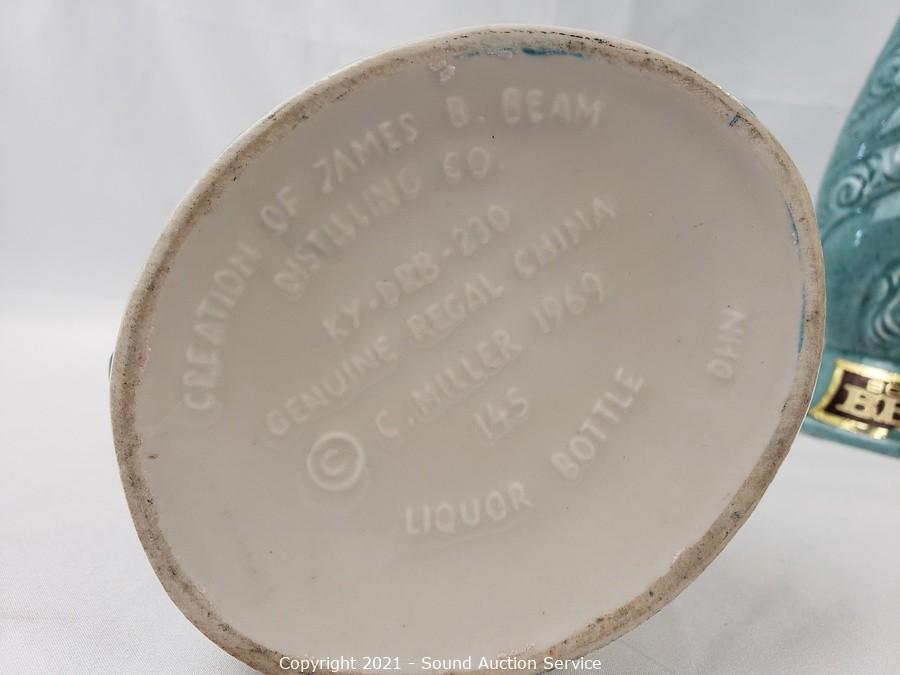 CREATION OF JAMES B. BEAM
DISTILLING CO.
KY-DRB-230
GENUINE REGAL CHINA
© C. MILLER 1969
145
LIQUOR BOTTLE
DHN
Copyright 2021 - Sound Auction Service